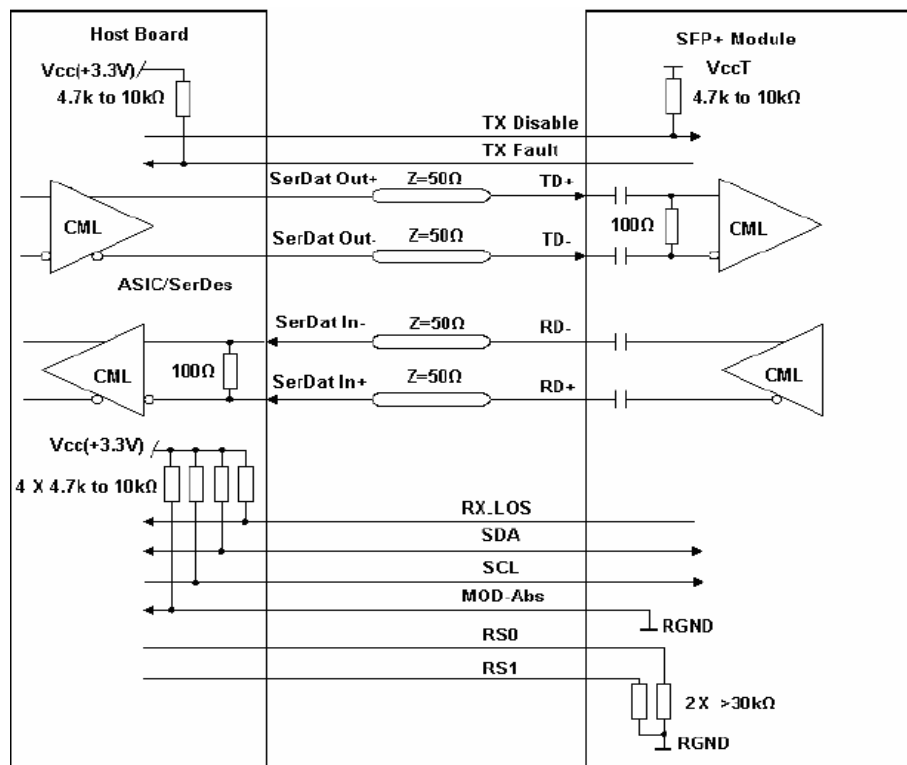 Host Board
SFP+ Module
Vcc(+3.3V)
4.7k to 10kΩ
VccT
4.7k to 10kΩ
TX Disable
TX Fault
SerDat Out+
Z=50Ω
TD+
CML
100Ω
CML
SerDat Out-
Z=50Ω
TD-
ASIC/SerDes
SerDat In-
Z=50Ω
RD-
CML
100Ω
CML
SerDat In+
Z=50Ω
RD+
Vcc(+3.3V)
4 X 4.7k to 10kΩ
RX_LOS
SDA
SCL
MOD-Abs
RGND
RS0
RS1
2 X >30kΩ
RGND